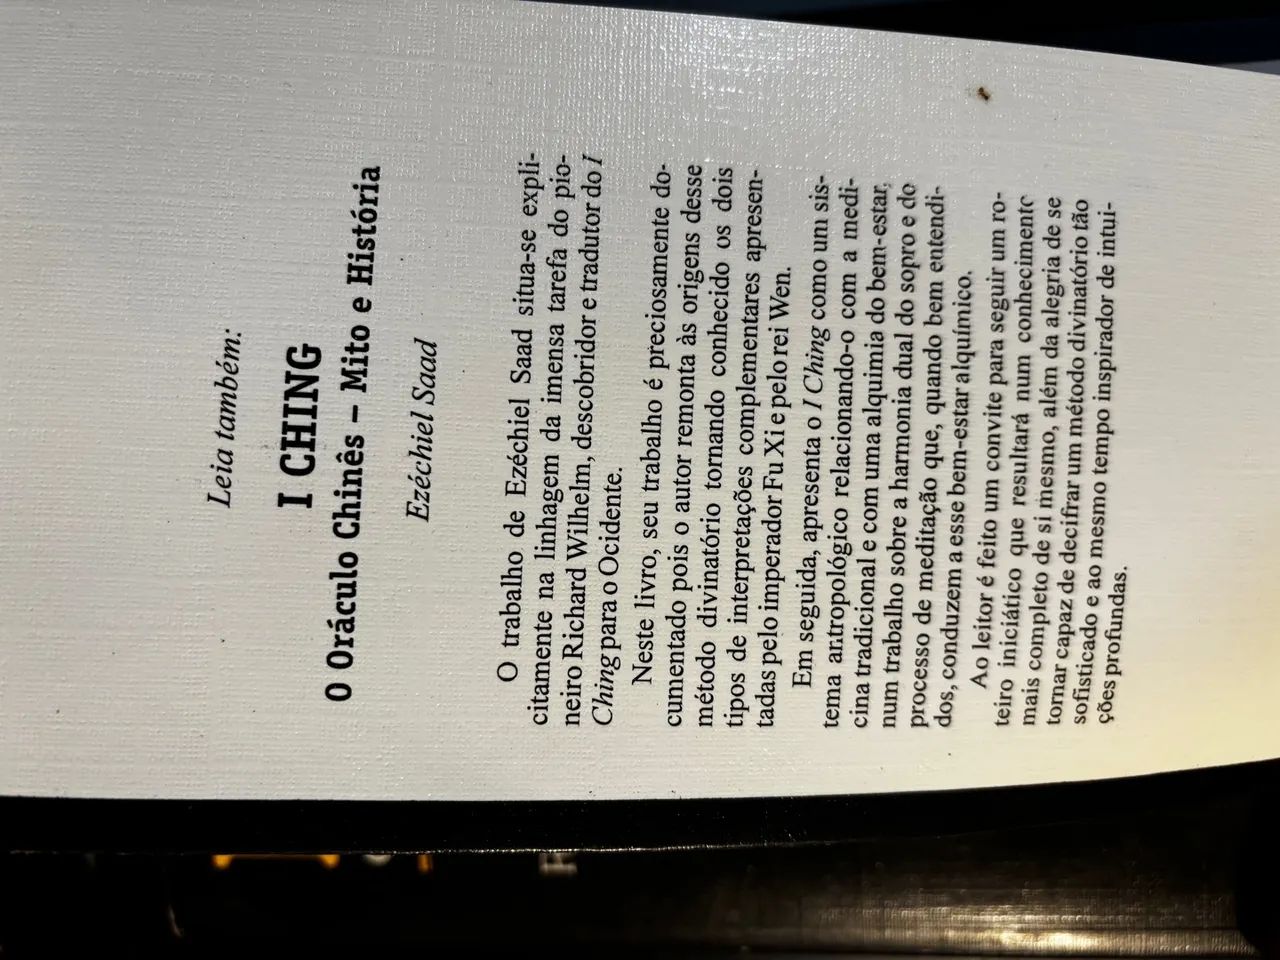 Leia também:
I CHING
O Oráculo Chinês – Mito e História
Ezéchiel Saad
O trabalho de Ezéchiel Saad situa-se expli-
citamente na linhagem da imensa tarefa do pio-
neiro Richard Wilhelm, descobridor e tradutor do I
Ching para o Ocidente.
Neste livro, seu trabalho é preciosamente do-
cumentado pois o autor remonta às origens desse
método divinatório tornando conhecido os dois
tipos de interpretações complementares apresen-
tadas pelo imperador Fu Xi e pelo rei Wen.
Em seguida, apresenta o I Ching como um sis-
tema antropológico relacionando-o com a medi-
cina tradicional e com uma alquimia do bem-estar,
num trabalho sobre a harmonia dual do sopro e do
processo de meditação que, quando bem entendi-
dos, conduzem a esse bem-estar alquímico.
Ao leitor é feito um convite para seguir um ro-
teiro iniciático que resultará num conhecimento
mais completo de si mesmo, além da alegria de se
tornar capaz de decifrar um método divinatório tão
sofisticado e ao mesmo tempo inspirador de intui-
ções profundas.